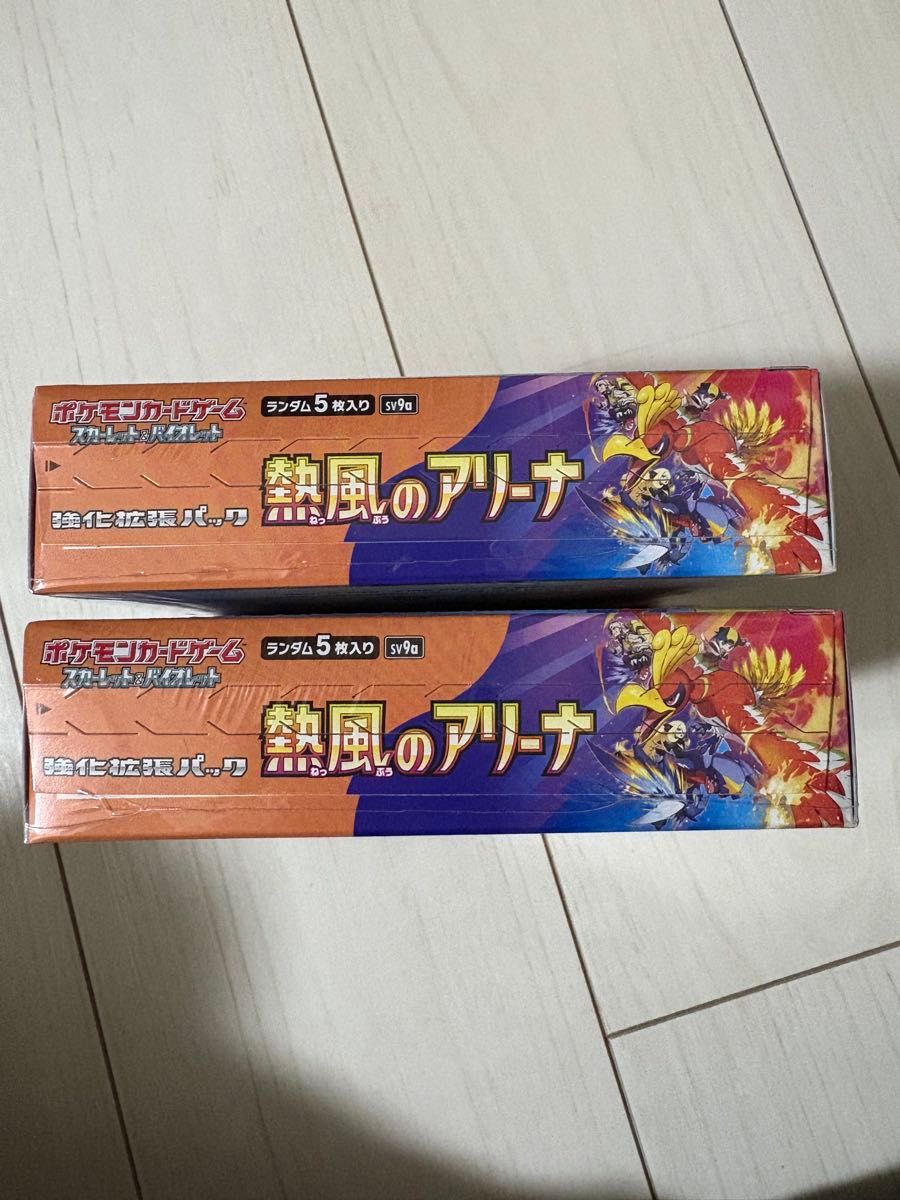 ポケモンカードゲーム
スカーレット&バイオレット
ランダム5枚入り
sv9a
強化拡張パック
熱風のアリーナ
ねっ ぷう
ポケモンカードゲーム
スカーレット&バイオレット
ランダム5枚入り
sv9a
強化拡張パック
熱風のアリーナ
ねっ ぷう